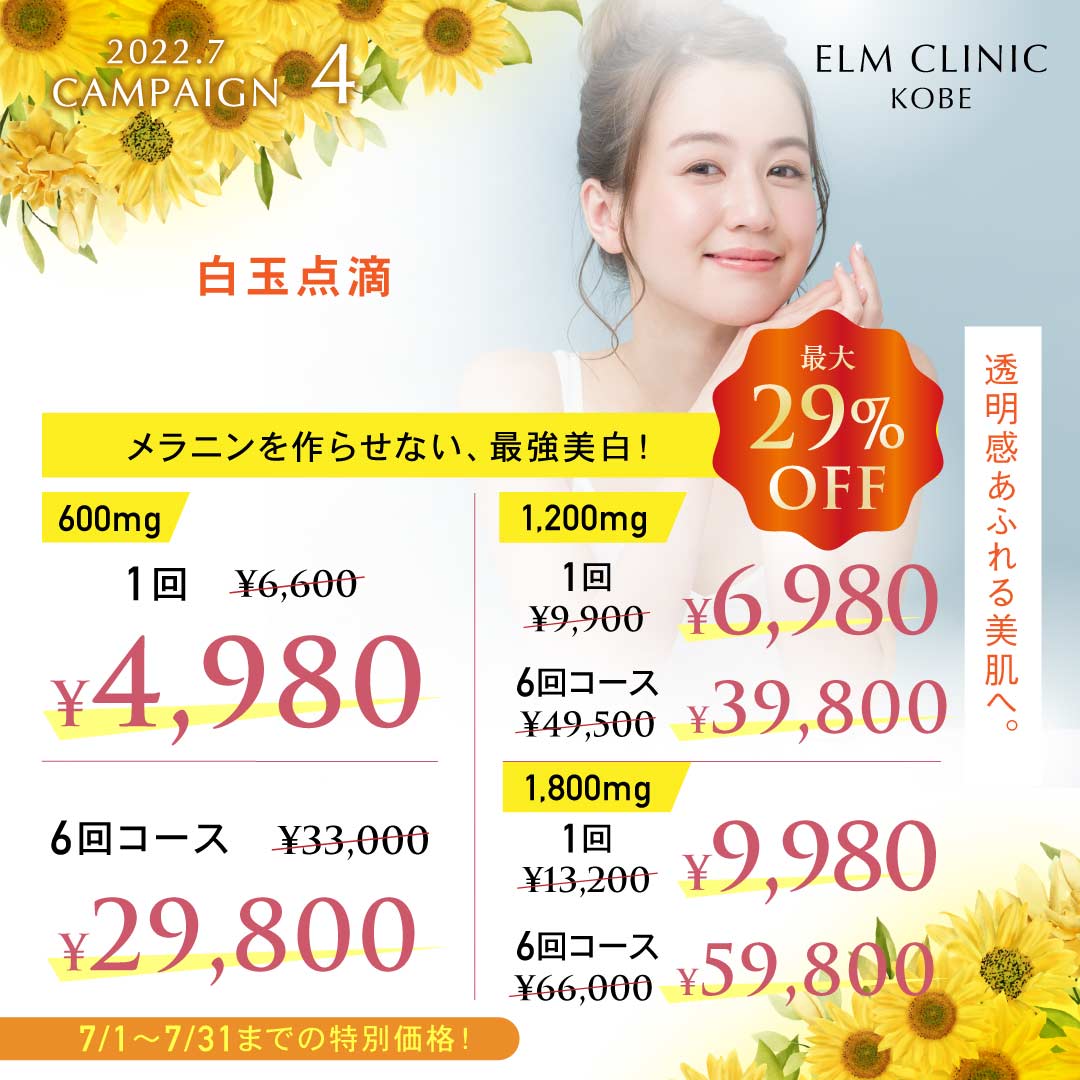 2022.7
CAMPAIGN 4
ELM CLINIC
KOBE
白玉点滴
最大
29%
OFF
透明感あふれる美肌へ。
メラニンを作らせない、最強美白!
600mg
1回 ¥6,600
¥4,980
6回コース ¥33,000
¥29,800
1,200mg
1回
¥9,900 ¥6,980
6回コース
¥49,500 ¥39,800
1,800mg
1回
¥13,200 ¥9,980
6回コース
¥66,000 ¥59,800
7/1〜7/31までの特別価格!